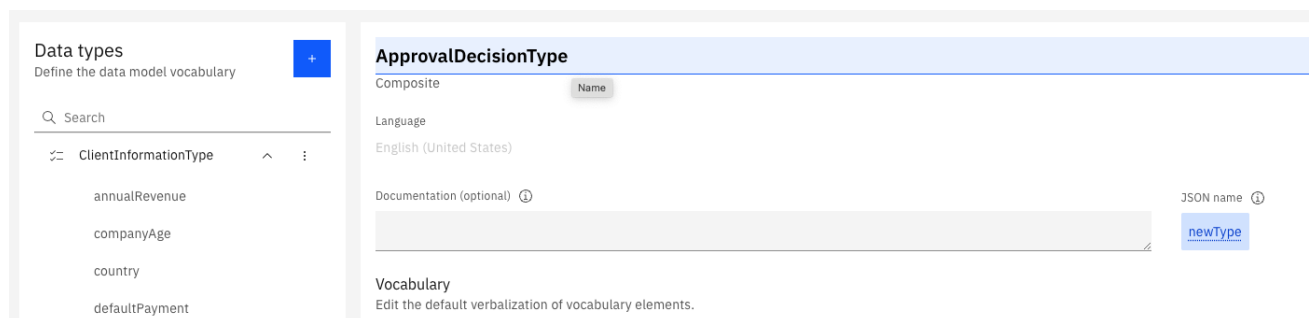 Data types
Define the data model vocabulary
+
Search
ClientInformationType
annualRevenue
companyAge
country
defaultPayment
ApprovalDecisionType
Composite
Name
Language
English (United States)
Documentation (optional)
JSON name
newType
Vocabulary
Edit the default verbalization of vocabulary elements.